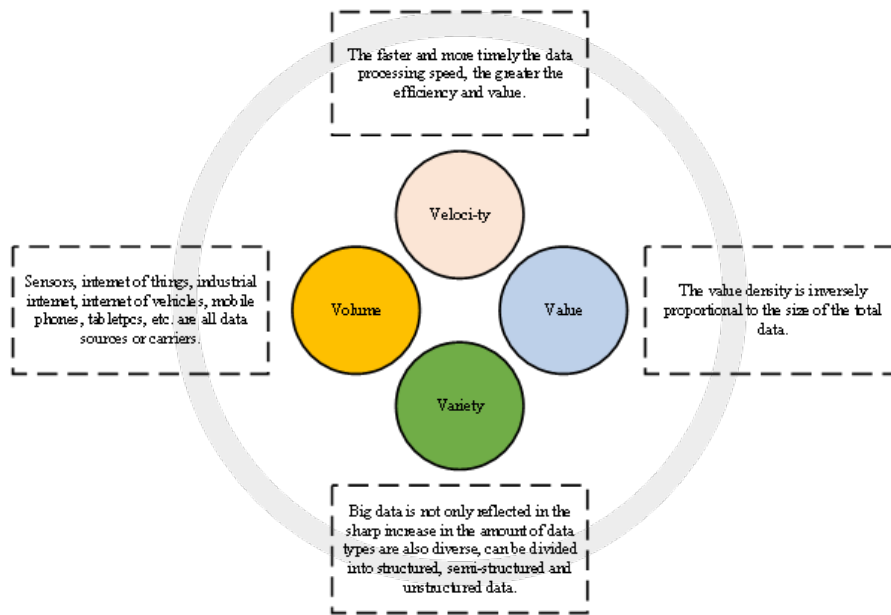 The faster and more timely the data
processing speed, the greater the
efficiency and value.
Veloci-ty
Sensors, internet of things, industrial
internet, internet of vehicles, mobile
phones, tabletpcs, etc. are all data
sources or carriers.
Volume
Value
The value density is inversely
proportional to the size of the total
data.
Variety
Big data is not only reflected in the
sharp increase in the amount of data
types are also diverse, can be divided
into structured, semi-structured and
unstructured data.